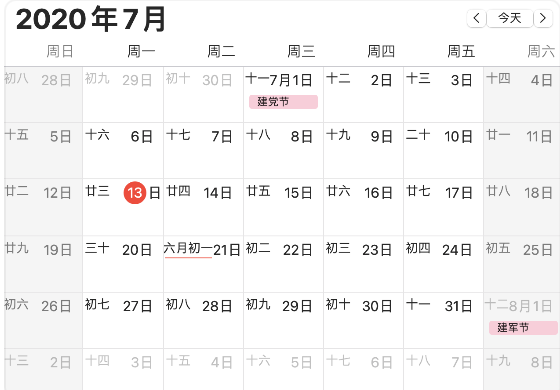 2020年7月
今天
周日 周一 周二 周三 周四 周五 周六
初八 28日 初九 29日 初十 30日 十一 7月1日 十二 2日 十三 3日 十四 4日
建党节
十五 5日 十六 6日 十七 7日 十八 8日 十九 9日 二十 10日 廿一 11日
廿二 12日 廿三 13日 廿四 14日 廿五 15日 廿六 16日 廿七 17日 廿八 18日
廿九 19日 三十 20日 六月初一 21日 初二 22日 初三 23日 初四 24日 初五 25日
初六 26日 初七 27日 初八 28日 初九 29日 初十 30日 十一 31日 十二 8月1日
建军节
十三 2日 十四 3日 十五 4日 十六 5日 十七 6日 十八 7日 十九 8日